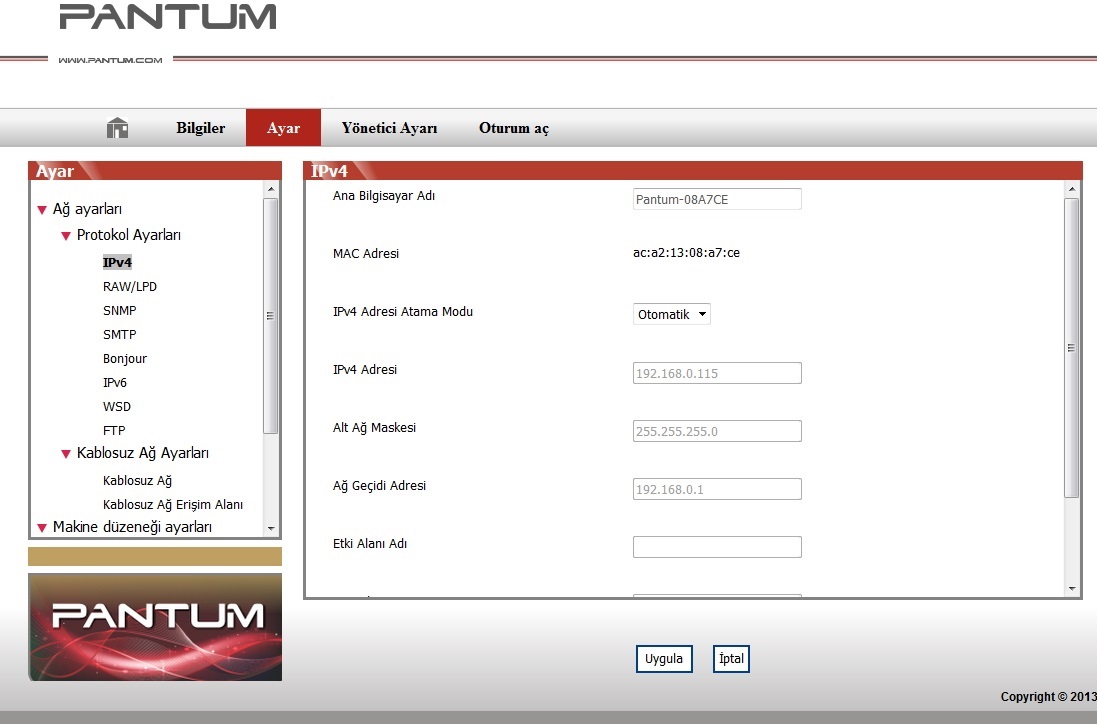 PANTUM
WWW.PANTUM.COM
Bilgiler Ayar Yönetici Ayarı Oturum aç
Ayar
Ağ ayarları
Protokol Ayarları
IPv4
RAW/LPD
SNMP
SMTP
Bonjour
IPv6
WSD
FTP
Kablosuz Ağ Ayarları
Kablosuz Ağ
Kablosuz Ağ Erişim Alanı
Makine düzeneği ayarları
PANTUM
IPv4
Ana Bilgisayar Adı Pantum-08A7CE
MAC Adresi ac:a2:13:08:a7:ce
IPv4 Adresi Atama Modu Otomatik
IPv4 Adresi 192.168.0.115
Alt Ağ Maskesi 255.255.255.0
Ağ Geçidi Adresi 192.168.0.1
Etki Alanı Adı
Uygula İptal
Copyright © 2013